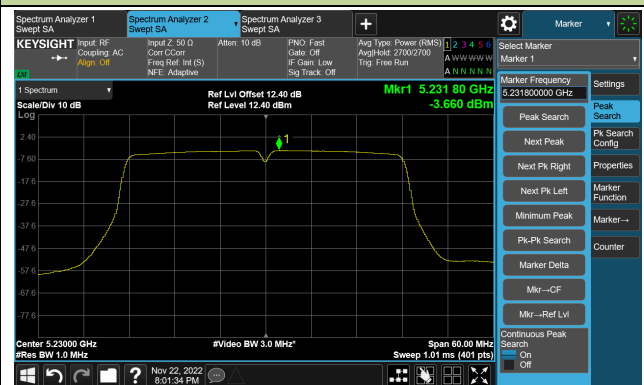 Spectrum Analyzer 1
Swept SA
Spectrum Analyzer 2
Swept SA
Spectrum Analyzer 3
Swept SA
+
Marker
KEYSIGHT
Input: RF
Coupling: AC
Align: Off
Input Z: 50 Ω
Corr CCorr
Freq Ref: Int (S)
NFE: Adaptive
Atten: 10 dB
PNO: Fast
Gate: Off
IF Gain: Low
Sig Track: Off
Avg Type: Power (RMS)
Avg|Hold: 2700/2700
Trig: Free Run
1 2 3 4 5 6
A W W W W W
A N N N N N
LXI
Select Marker
Marker 1
1 Spectrum
Scale/Div 10 dB
Ref Lvl Offset 12.40 dB
Ref Level 12.40 dBm
Mkr1 5.231 80 GHz
-3.660 dBm
Log
2.40
-7.60
-17.6
-27.6
-37.6
-47.6
-57.6
-67.6
-77.6
1
Center 5.23000 GHz
#Res BW 1.0 MHz
#Video BW 3.0 MHz*
Span 60.00 MHz
Sweep 1.01 ms (401 pts)
Marker Frequency
5.231800000 GHz
Peak Search
Next Peak
Next Pk Right
Next Pk Left
Minimum Peak
Pk-Pk Search
Marker Delta
Mkr→CF
Mkr→Ref Lvl
Continuous Peak
Search
On
Off
Settings
Peak
Search
Pk Search
Config
Properties
Marker
Function
Marker→
Counter
?
Nov 22, 2022
8:01:34 PM